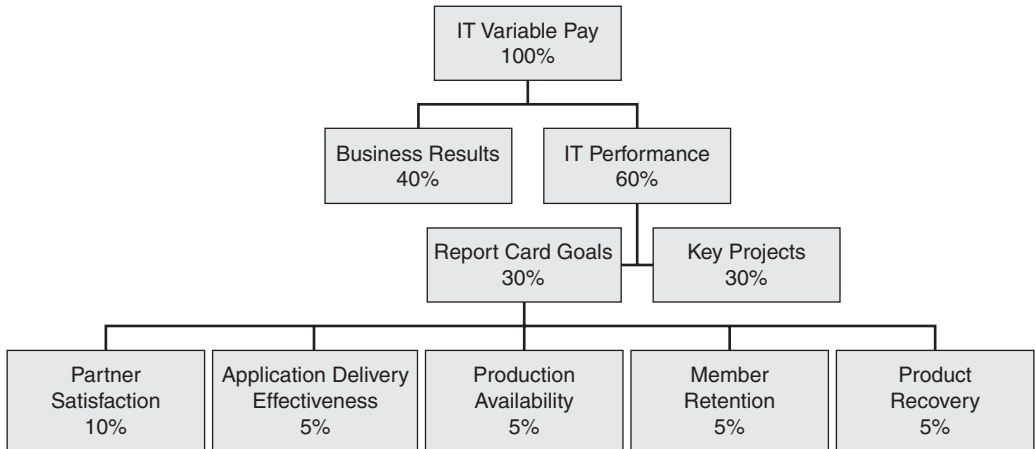 IT Variable Pay
100%
Business Results
40%
IT Performance
60%
Report Card Goals
30%
Key Projects
30%
Partner
Satisfaction
10%
Application Delivery
Effectiveness
5%
Production
Availability
5%
Member
Retention
5%
Product
Recovery
5%